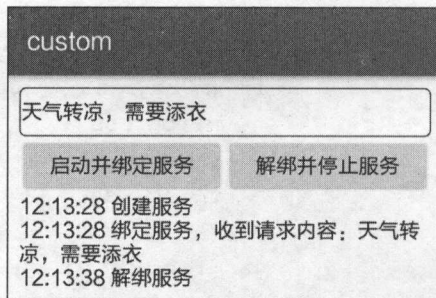 custom
天气转凉，需要添衣
启动并绑定服务 解绑并停止服务
12:13:28 创建服务
12:13:28 绑定服务，收到请求内容：天气转
凉，需要添衣
12:13:38 解绑服务